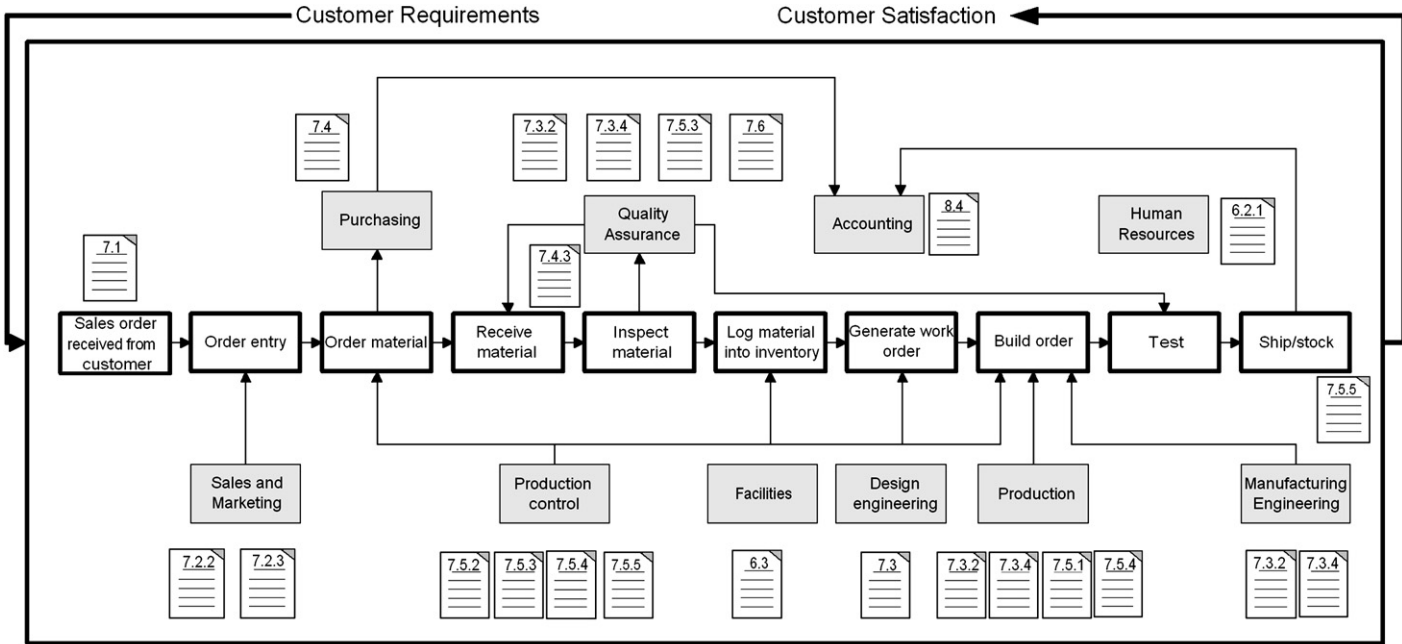 Customer Requirements
Customer Satisfaction
7.4
7.3.2
7.3.4
7.5.3
7.6
Purchasing
Quality
Assurance
Accounting
8.4
Human
Resources
6.2.1
7.1
7.4.3
Sales order
received from
customer
Order entry
Order material
Receive
material
Inspect
material
Log material
into inventory
Generate work
order
Build order
Test
Ship/stock
7.5.5
Sales and
Marketing
Production
control
Facilities
Design
engineering
Production
Manufacturing
Engineering
7.2.2
7.2.3
7.5.2
7.5.3
7.5.4
7.5.5
6.3
7.3
7.3.2
7.3.4
7.5.1
7.5.4
7.3.2
7.3.4